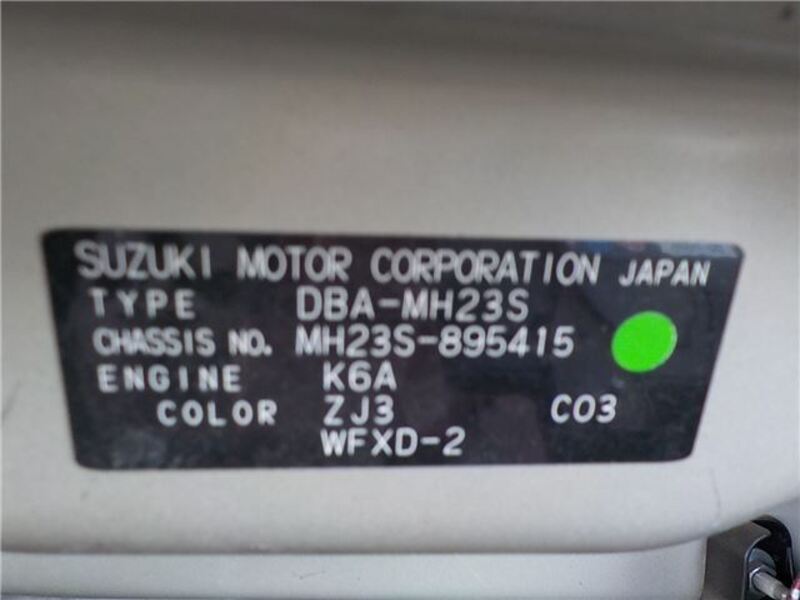 SUZUKI MOTOR CORPORATION JAPAN
TYPE DBA-MH23S
CHASSIS NO. MH23S-895415
ENGINE K6A
COLOR ZJ3 C03
WFXD-2